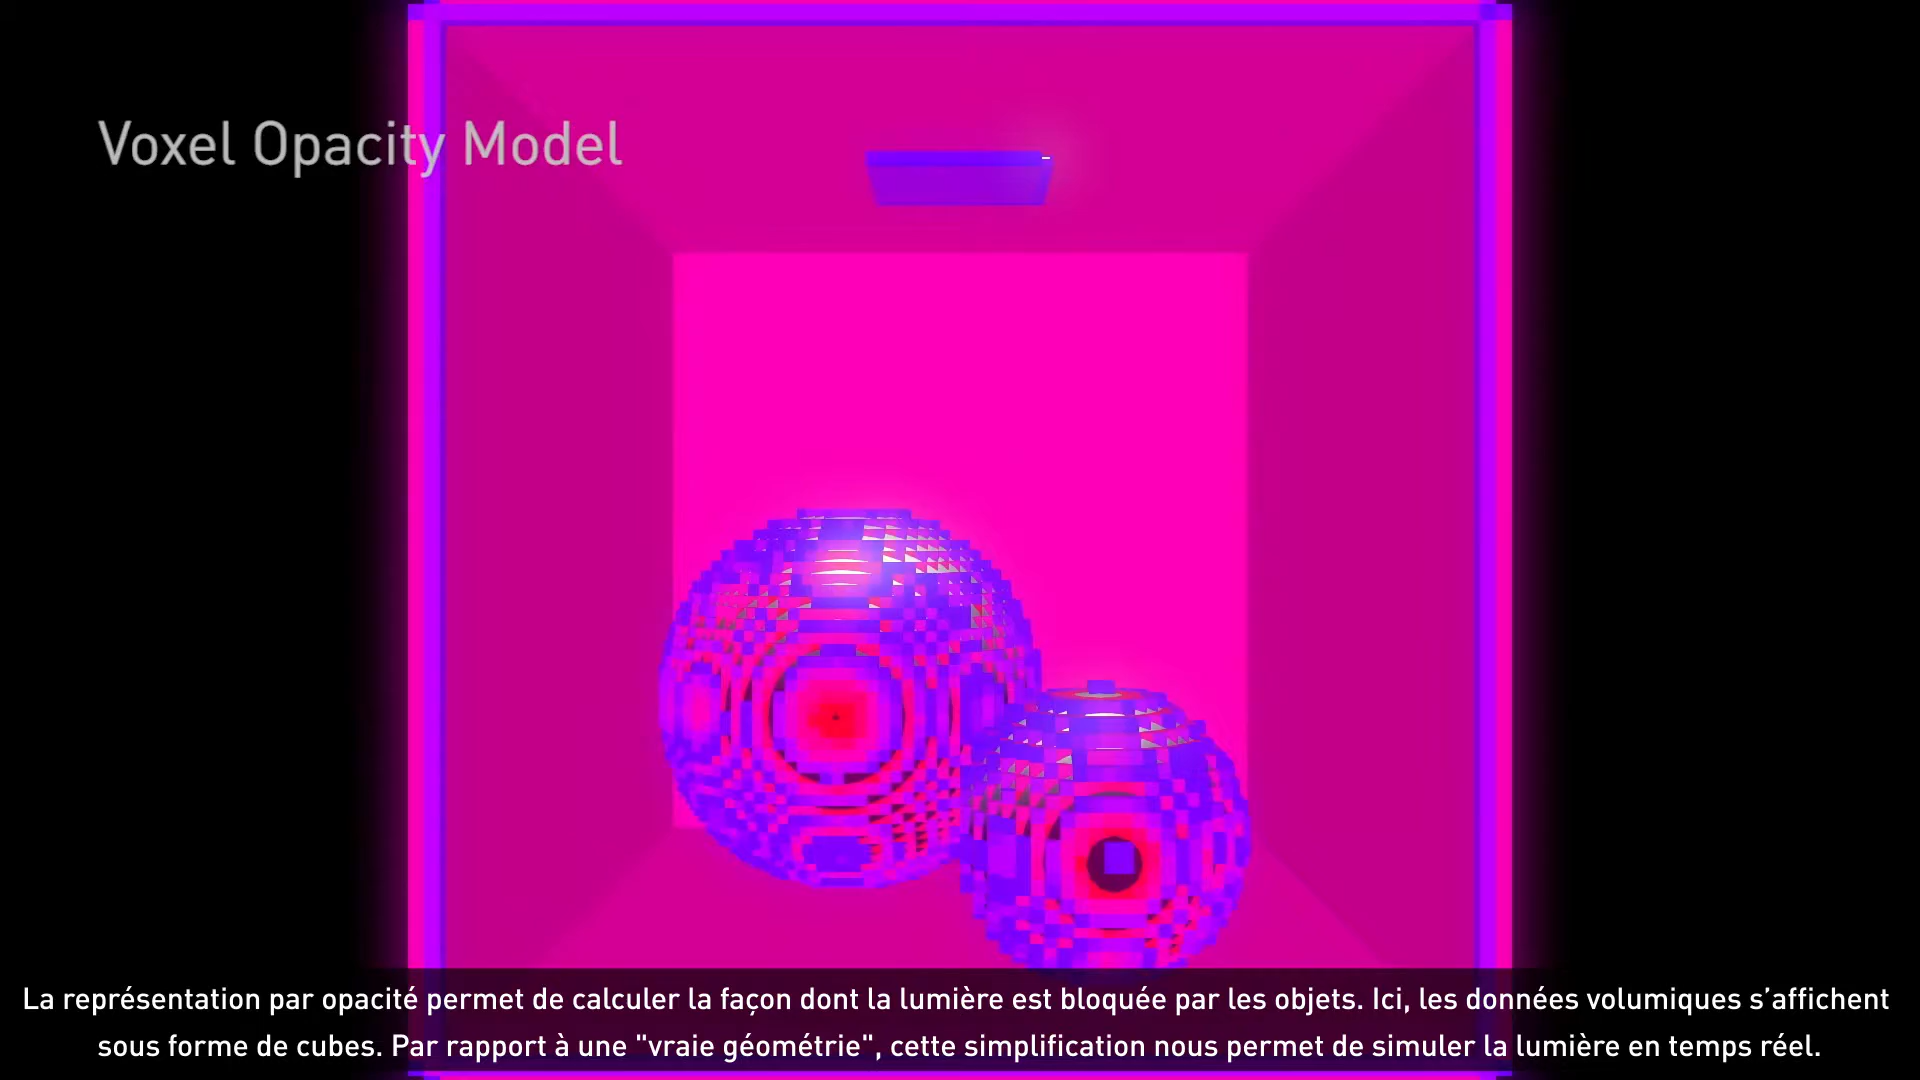 Voxel Opacity Model
La représentation par opacité permet de calculer la façon dont la lumière est bloquée par les objets. Ici, les données volumiques s’affichent
sous forme de cubes. Par rapport à une "vraie géométrie", cette simplification nous permet de simuler la lumière en temps réel.